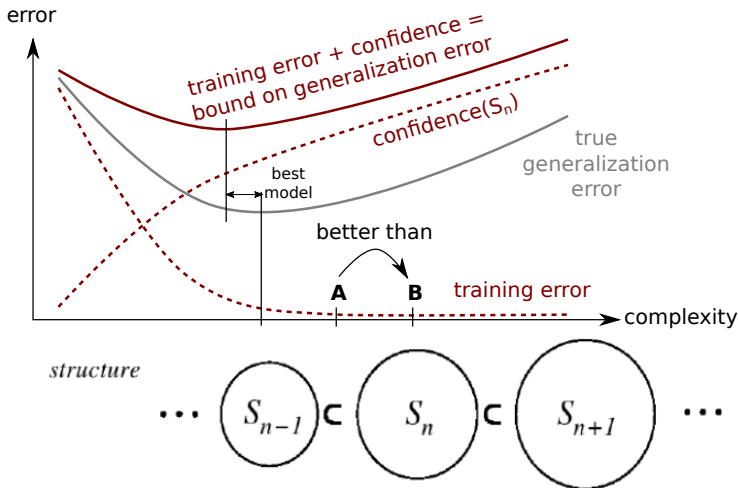 error
training error + confidence =
bound on generalization error
confidence(Sₙ)
best
model
true
generalization
error
better than
A
B
training error
complexity
structure
... Sₙ₋₁ ⊂ Sₙ ⊂ Sₙ₊₁ ...